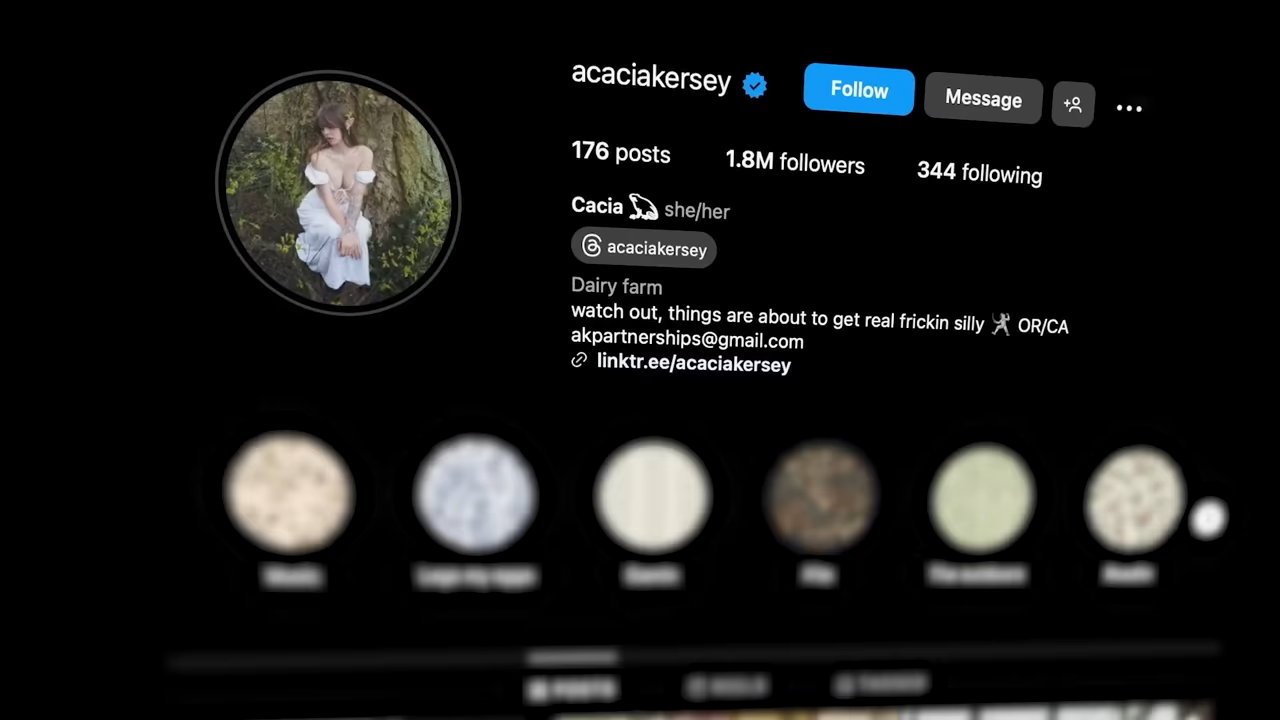 acaciakersey
Follow
Message
176 posts
1.8M followers
344 following
Cacia she/her
acaciakersey
Dairy farm
watch out, things are about to get real frickin silly OR/CA
akpartnerships@gmail.com
linktr.ee/acaciakersey
POSTS